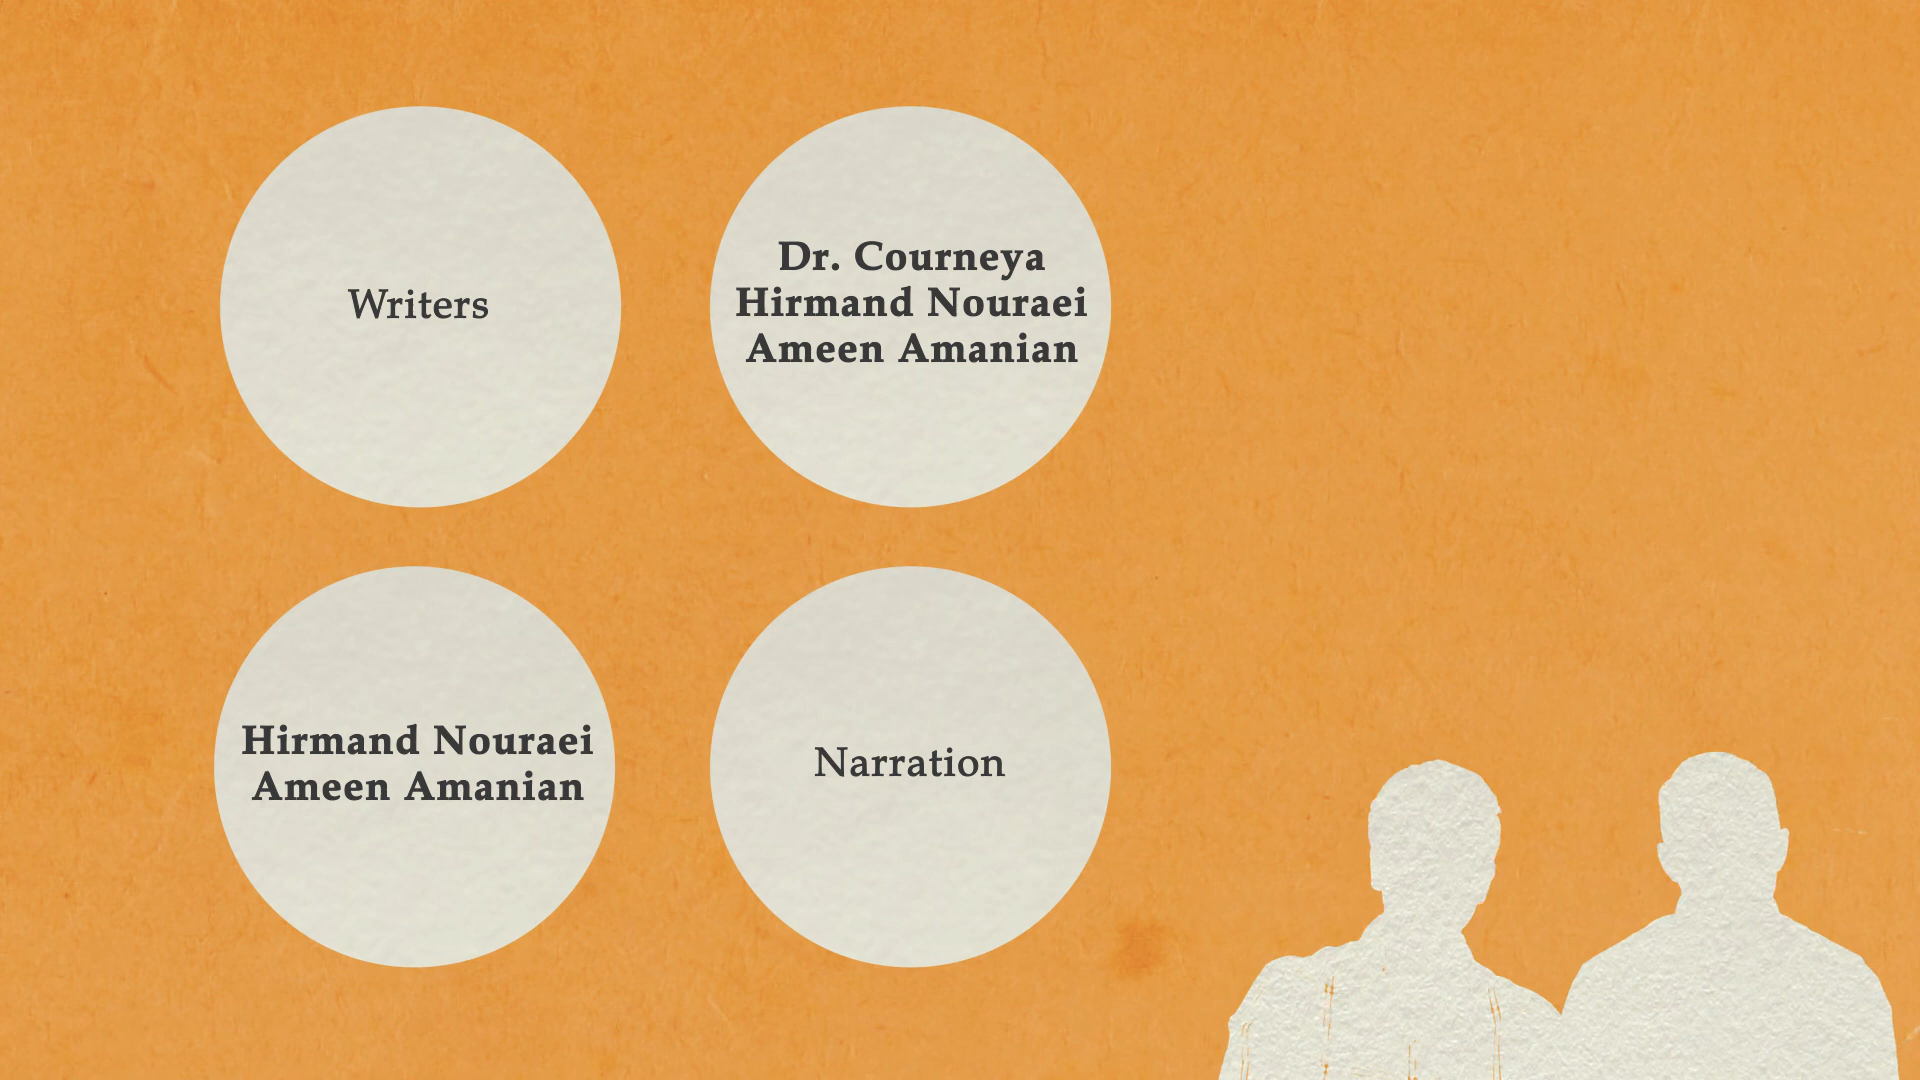 Writers
Dr. Courneya
Hirmand Nouraei
Ameen Amanian
Hirmand Nouraei
Ameen Amanian
Narration